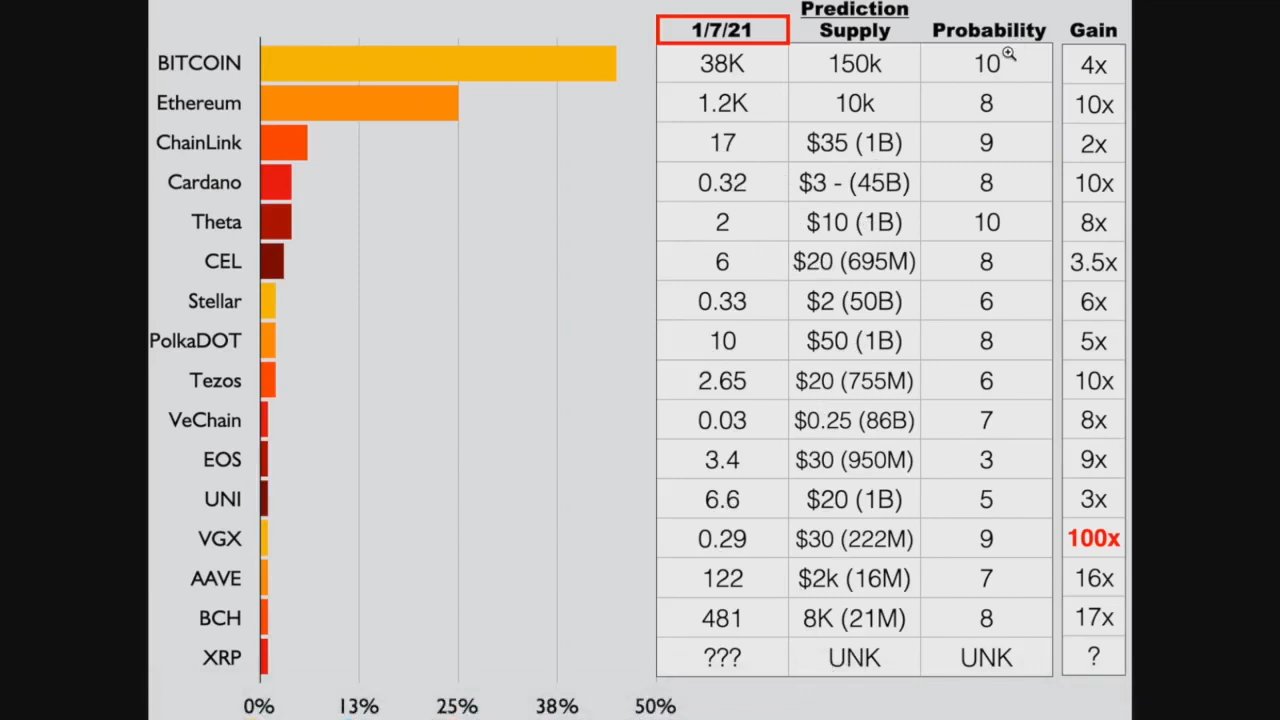 Prediction
1/7/21 Supply Probability Gain
BITCOIN 38K 150k 10 4x
Ethereum 1.2K 10k 8 10x
ChainLink 17 $35 (1B) 9 2x
Cardano 0.32 $3 - (45B) 8 10x
Theta 2 $10 (1B) 10 8x
CEL 6 $20 (695M) 8 3.5x
Stellar 0.33 $2 (50B) 6 6x
PolkaDOT 10 $50 (1B) 8 5x
Tezos 2.65 $20 (755M) 6 10x
VeChain 0.03 $0.25 (86B) 7 8x
EOS 3.4 $30 (950M) 3 9x
UNI 6.6 $20 (1B) 5 3x
VGX 0.29 $30 (222M) 9 100x
AAVE 122 $2k (16M) 7 16x
BCH 481 8K (21M) 8 17x
XRP ??? UNK UNK ?
0% 13% 25% 38% 50%